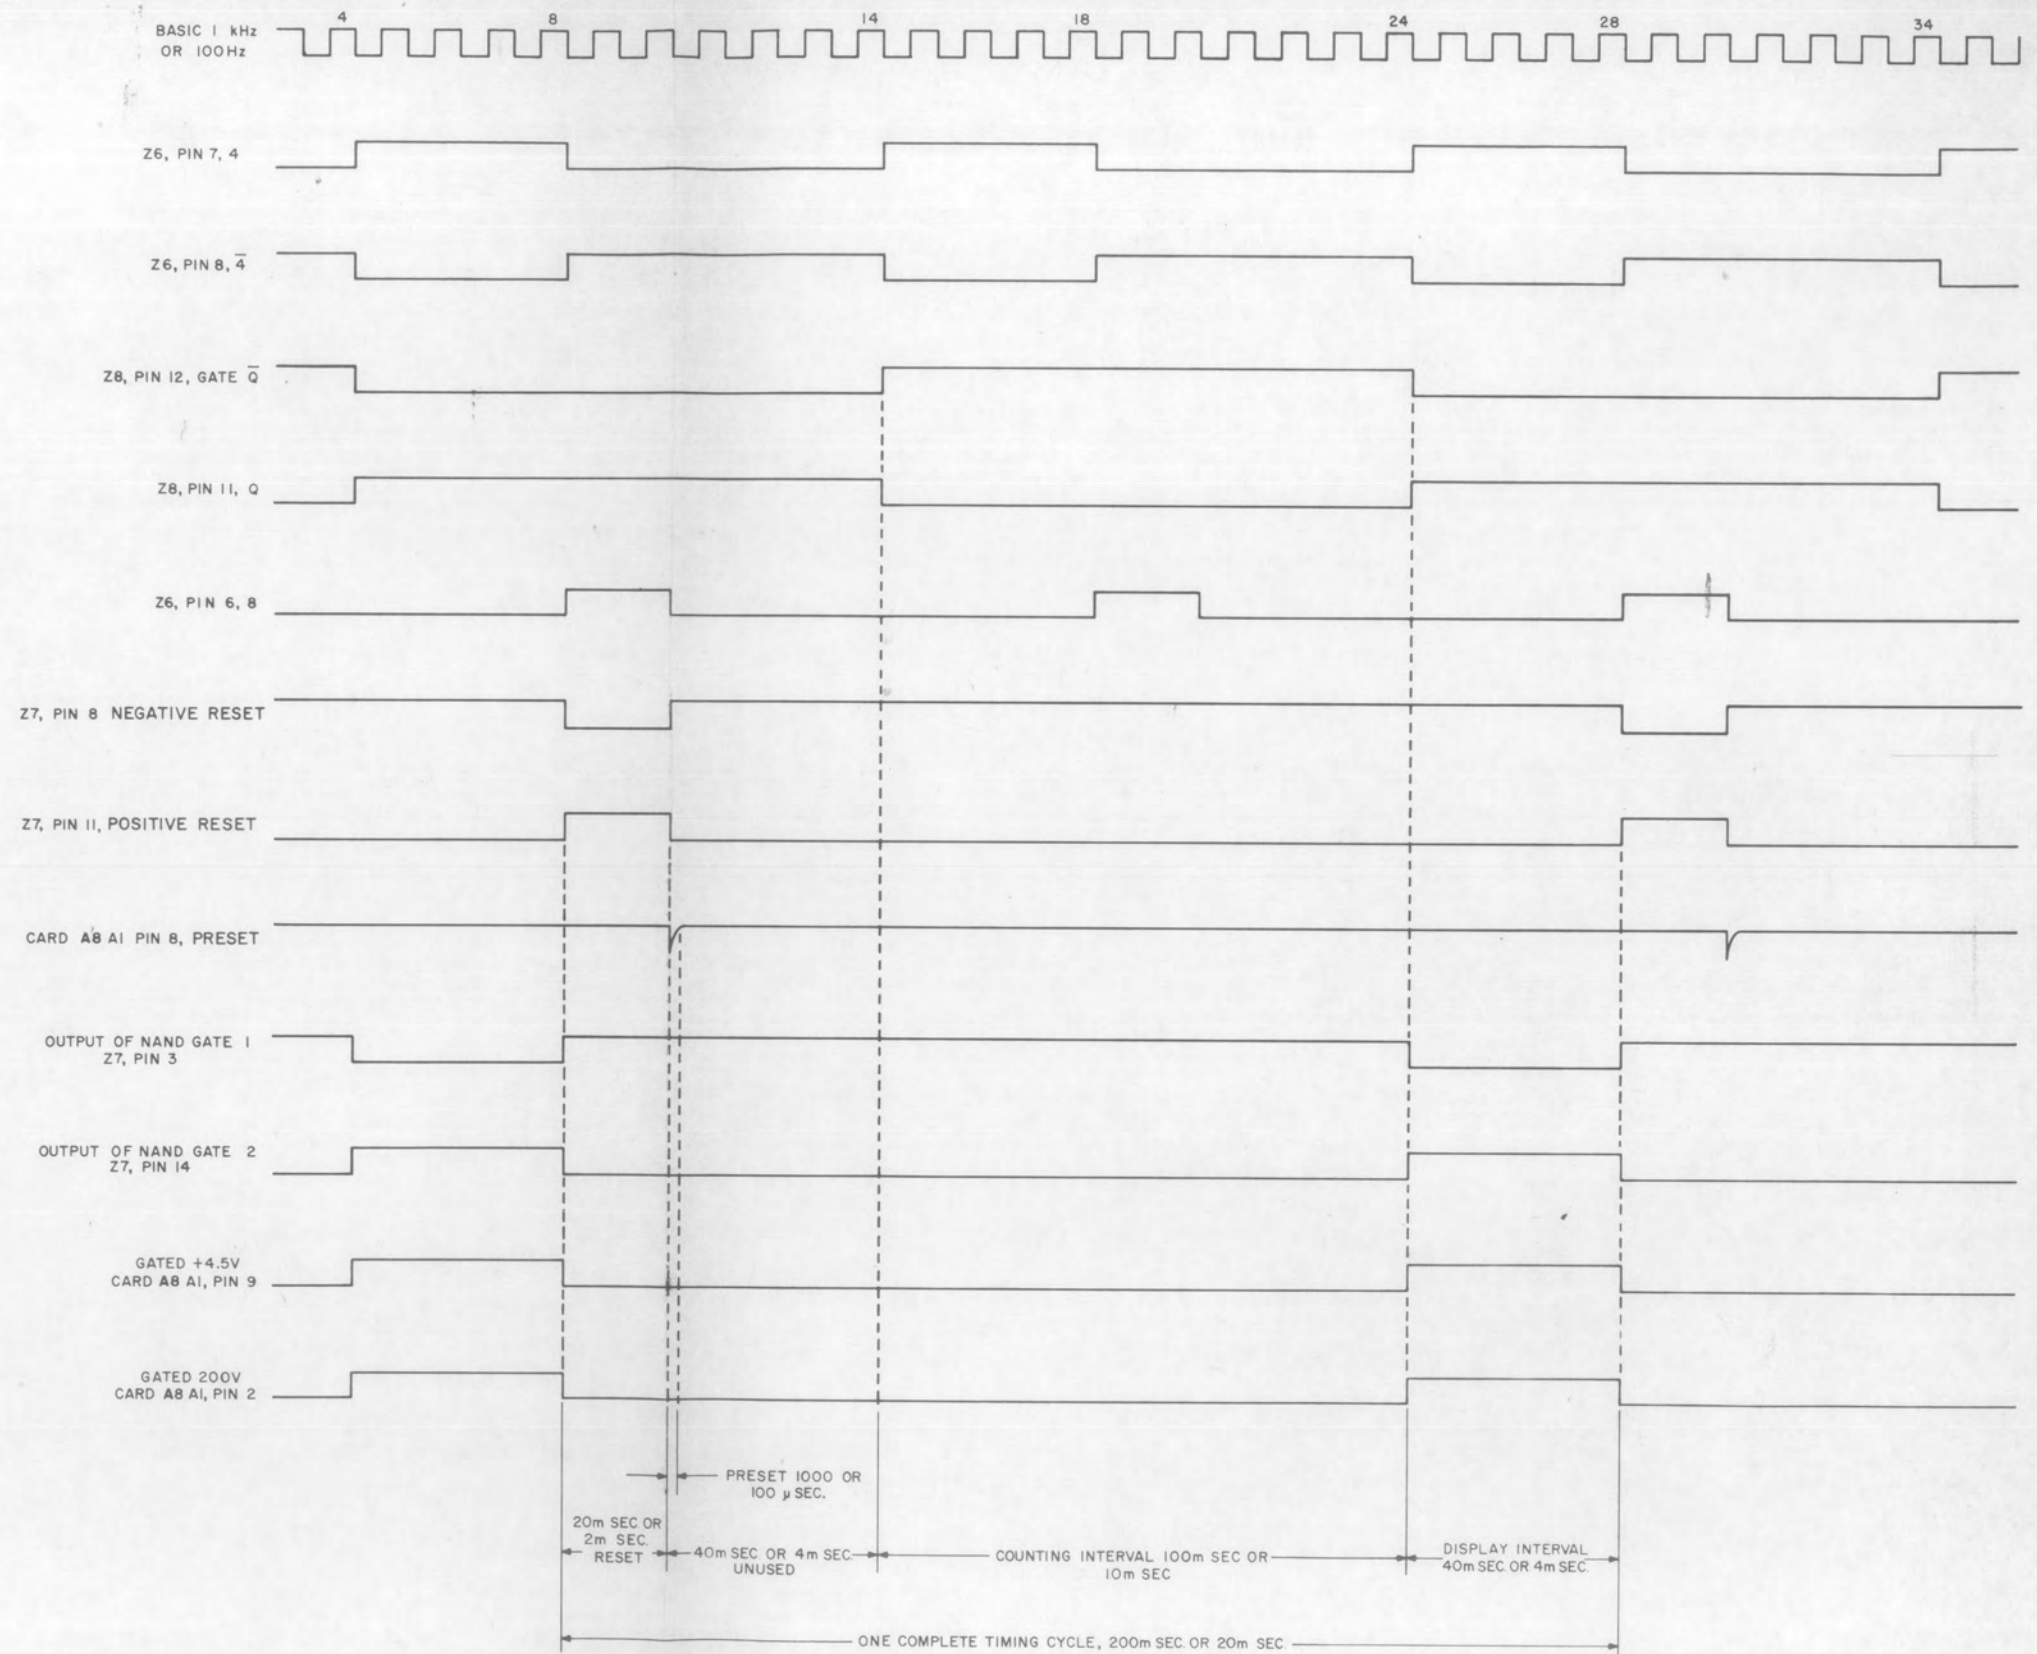 4 8 14 18 24 28 34
BASIC 1 kHz
OR 100Hz
Z6, PIN 7, 4
Z6, PIN 8, 4̅
Z8, PIN 12, GATE Q̅
Z8, PIN 11, Q
Z6, PIN 6, 8
Z7, PIN 8 NEGATIVE RESET
Z7, PIN 11, POSITIVE RESET
CARD A8 A1 PIN 8, PRESET
OUTPUT OF NAND GATE 1
Z7, PIN 3
OUTPUT OF NAND GATE 2
Z7, PIN 14
GATED +4.5V
CARD A8 A1, PIN 9
GATED 200V
CARD A8 A1, PIN 2
PRESET 1000 OR
100 µ SEC.
20m SEC. OR
2m SEC.
RESET
40m SEC. OR 4m SEC.
UNUSED
COUNTING INTERVAL 100m SEC OR
10m SEC
DISPLAY INTERVAL
40m SEC. OR 4m SEC.
ONE COMPLETE TIMING CYCLE, 200m SEC. OR 20m SEC.